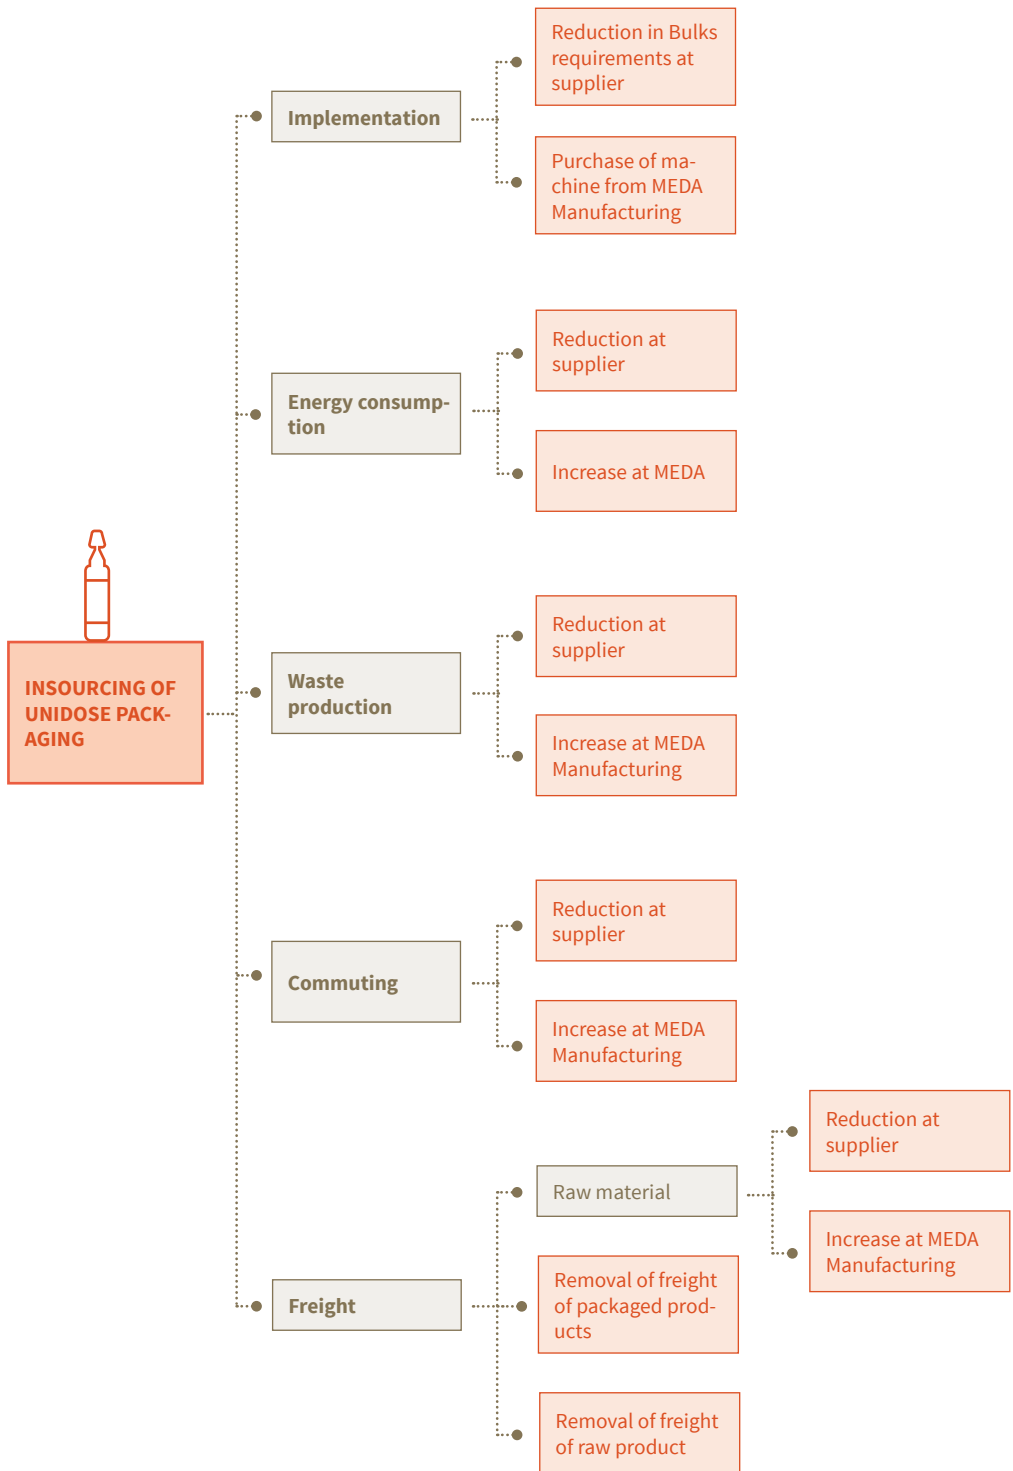 INSOURCING OF
UNIDOSE PACK-
AGING
Implementation
Reduction in Bulks
requirements at
supplier
Purchase of ma-
chine from MEDA
Manufacturing
Energy consump-
tion
Reduction at
supplier
Increase at MEDA
Waste
production
Reduction at
supplier
Increase at MEDA
Manufacturing
Commuting
Reduction at
supplier
Increase at MEDA
Manufacturing
Freight
Raw material
Reduction at
supplier
Increase at MEDA
Manufacturing
Removal of freight
of packaged prod-
ucts
Removal of freight
of raw product